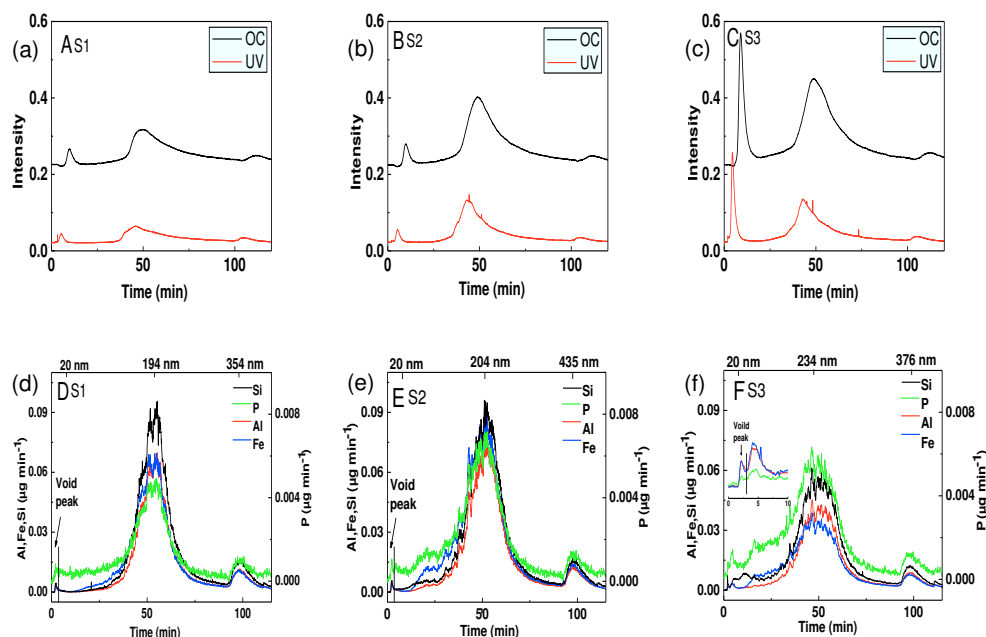 (a)
A S1
OC
UV
0.6
0.4
0.2
0.0
Intensity
0
50
100
Time (min)
(b)
B S2
OC
UV
0.6
0.4
0.2
0.0
Intensity
0
50
100
Time (min)
(c)
C S3
OC
UV
0.6
0.4
0.2
0.0
Intensity
0
50
100
Time (min)
(d)
20 nm 194 nm 354 nm
D S1
Si
P
Al
Fe
Void
peak
0.09
0.06
0.03
0.00
Al,Fe,Si (µg min⁻¹)
0.008
0.004
0.000
P (µg min⁻¹)
0
50
100
Time (min)
(e)
20 nm 204 nm 435 nm
E S2
Si
P
Al
Fe
Void
peak
0.09
0.06
0.03
0.00
Al,Fe,Si (µg min⁻¹)
0.008
0.004
0.000
P (µg min⁻¹)
0
50
100
Time (min)
(f)
20 nm 234 nm 376 nm
F S3
Si
P
Al
Fe
Voild
peak
0 5 10
0.09
0.06
0.03
0.00
Al,Fe,Si (µg min⁻¹)
0.008
0.004
0.000
P (µg min⁻¹)
0
50
100
Time (min)